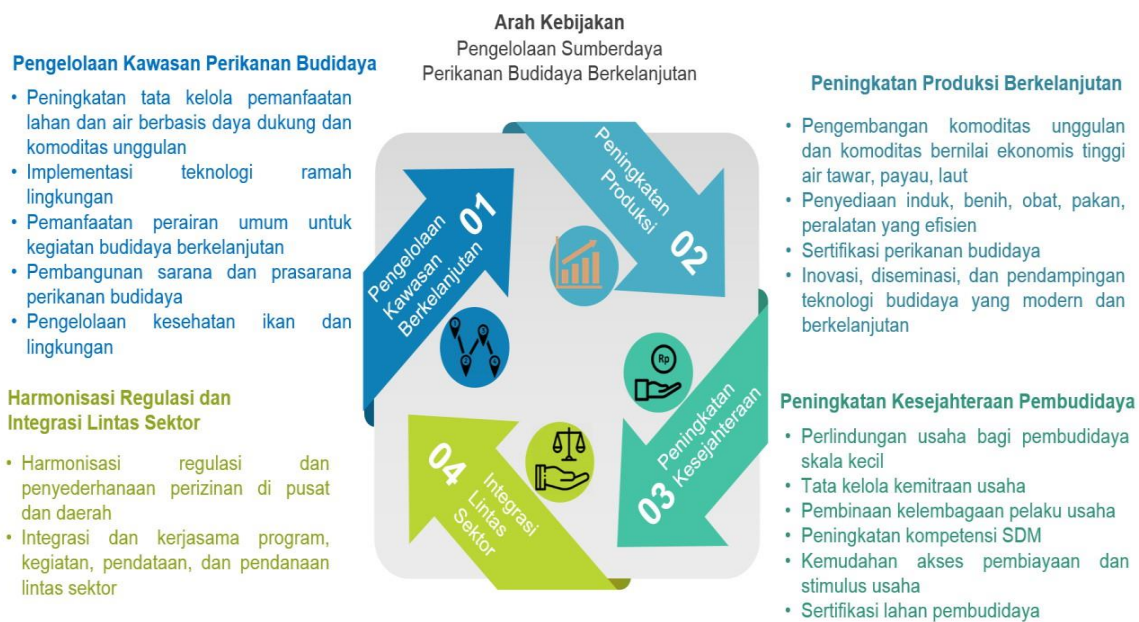 Arah Kebijakan
Pengelolaan Sumberdaya
Perikanan Budidaya Berkelanjutan
Pengelolaan Kawasan Perikanan Budidaya
• Peningkatan tata kelola pemanfaatan
lahan dan air berbasis daya dukung dan
komoditas unggulan
• Implementasi teknologi ramah
lingkungan
• Pemanfaatan perairan umum untuk
kegiatan budidaya berkelanjutan
• Pembangunan sarana dan prasarana
perikanan budidaya
• Pengelolaan kesehatan ikan dan
lingkungan
Pengelolaan
Kawasan
Berkelanjutan
01
Peningkatan
Produksi
02
Peningkatan Produksi Berkelanjutan
• Pengembangan komoditas unggulan
dan komoditas bernilai ekonomis tinggi
air tawar, payau, laut
• Penyediaan induk, benih, obat, pakan,
peralatan yang efisien
• Sertifikasi perikanan budidaya
• Inovasi, diseminasi, dan pendampingan
teknologi budidaya yang modern dan
berkelanjutan
1
2
3
4
Rp
Peningkatan
Kesejahteraan
03
Peningkatan Kesejahteraan Pembudidaya
• Perlindungan usaha bagi pembudidaya
skala kecil
• Tata kelola kemitraan usaha
• Pembinaan kelembagaan pelaku usaha
• Peningkatan kompetensi SDM
• Kemudahan akses pembiayaan dan
stimulus usaha
• Sertifikasi lahan pembudidaya
04
Integrasi
Lintas
Sektor
Harmonisasi Regulasi dan
Integrasi Lintas Sektor
• Harmonisasi regulasi dan
penyederhanaan perizinan di pusat
dan daerah
• Integrasi dan kerjasama program,
kegiatan, pendataan, dan pendanaan
lintas sektor